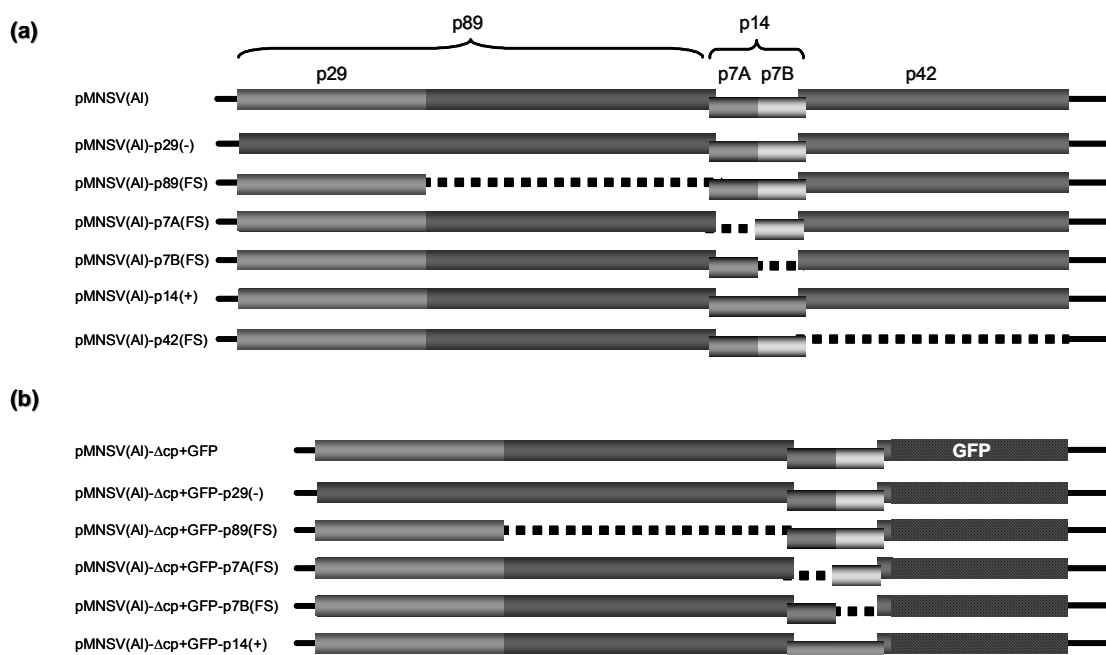 (a)
p89
p14
p29
p7A
p7B
p42
pMNSV(Al)
pMNSV(Al)-p29(-)
pMNSV(Al)-p89(FS)
pMNSV(Al)-p7A(FS)
pMNSV(Al)-p7B(FS)
pMNSV(Al)-p14(+)
pMNSV(Al)-p42(FS)
(b)
pMNSV(Al)-Δcp+GFP
GFP
pMNSV(Al)-Δcp+GFP-p29(-)
pMNSV(Al)-Δcp+GFP-p89(FS)
pMNSV(Al)-Δcp+GFP-p7A(FS)
pMNSV(Al)-Δcp+GFP-p7B(FS)
pMNSV(Al)-Δcp+GFP-p14(+)